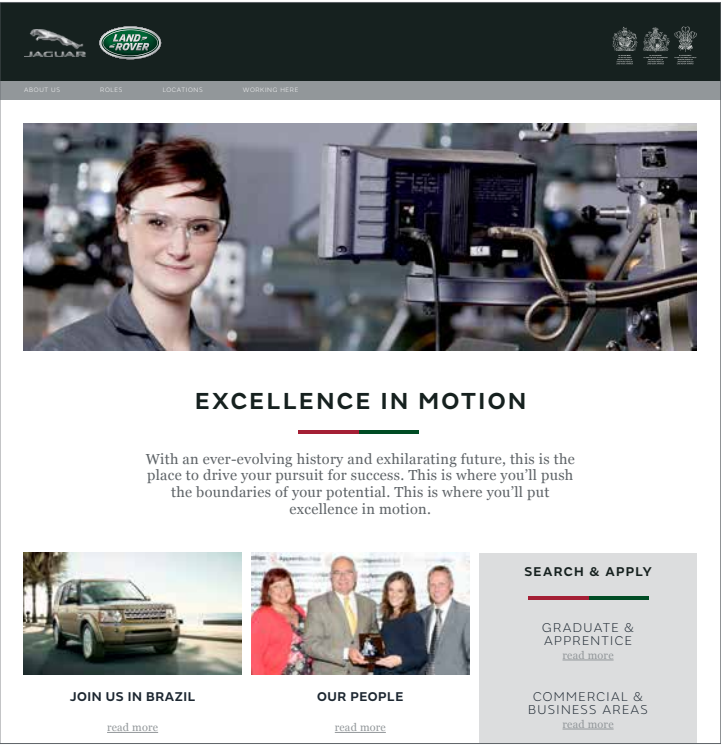 JAGUAR
LAND
ROVER
ABOUT US
ROLES
LOCATIONS
WORKING HERE
EXCELLENCE IN MOTION
With an ever-evolving history and exhilarating future, this is the
place to drive your pursuit for success. This is where you’ll push
the boundaries of your potential. This is where you’ll put
excellence in motion.
JOIN US IN BRAZIL
read more
OUR PEOPLE
read more
SEARCH & APPLY
GRADUATE &
APPRENTICE
read more
COMMERCIAL &
BUSINESS AREAS
read more